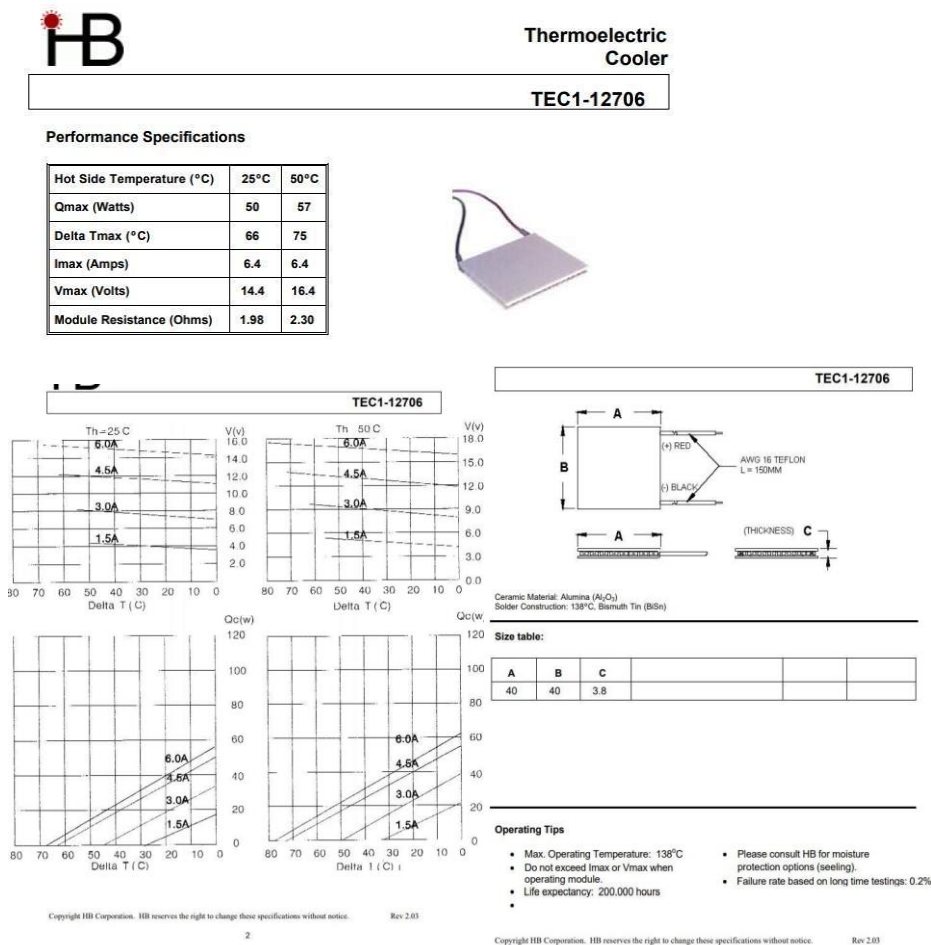 HB
Thermoelectric
Cooler
TEC1-12706
Performance Specifications
Hot Side Temperature (°C) 25°C 50°C
Qmax (Watts) 50 57
Delta Tmax (°C) 66 75
Imax (Amps) 6.4 6.4
Vmax (Volts) 14.4 16.4
Module Resistance (Ohms) 1.98 2.30
TEC1-12706
Th=25 C V(v)
6.0A 16.0
14.0
4.5A 12.0
10.0
3.0A 8.0
6.0
1.5A 4.0
2.0
80 70 60 50 40 30 20 10 0
Delta T ( C)
Th 50 C V(v)
6.0A 18.0
15.0
4.5A 12.0
3.0A 9.0
1.5A 6.0
3.0
0.0
80 70 60 50 40 30 20 10 0
Delta T ( C)
Qc(w)
120
100
80
60
6.0A
4.5A 40
3.0A 20
1.5A
0
80 70 60 50 40 30 20 10 0
Delta T ( C)
Qc(w
120
100
80
6.0A 60
4.5A
40
3.0A
20
1.5A
0
80 70 60 50 40 30 20 10 0
Copyright HB Corporation. HB reserves the right to change these specifications without notice. Rev 2.03
2
TEC1-12706
A
(+) RED
B
AWG 16 TEFLON
L = 150MM
(-) BLACK
A
(THICKNESS) C
Ceramic Material: Alumina (Al₂O₃)
Solder Construction: 138°C, Bismuth Tin (BiSn)
Size table:
A B C
40 40 3.8
Operating Tips
• Max. Operating Temperature: 138°C
• Do not exceed Imax or Vmax when
operating module.
• Life expectancy: 200,000 hours
•
• Please consult HB for moisture
protection options (seeling).
• Failure rate based on long time testings: 0.2%
Copyright HB Corporation. HB reserves the right to change these specifications without notice. Rev 2.03